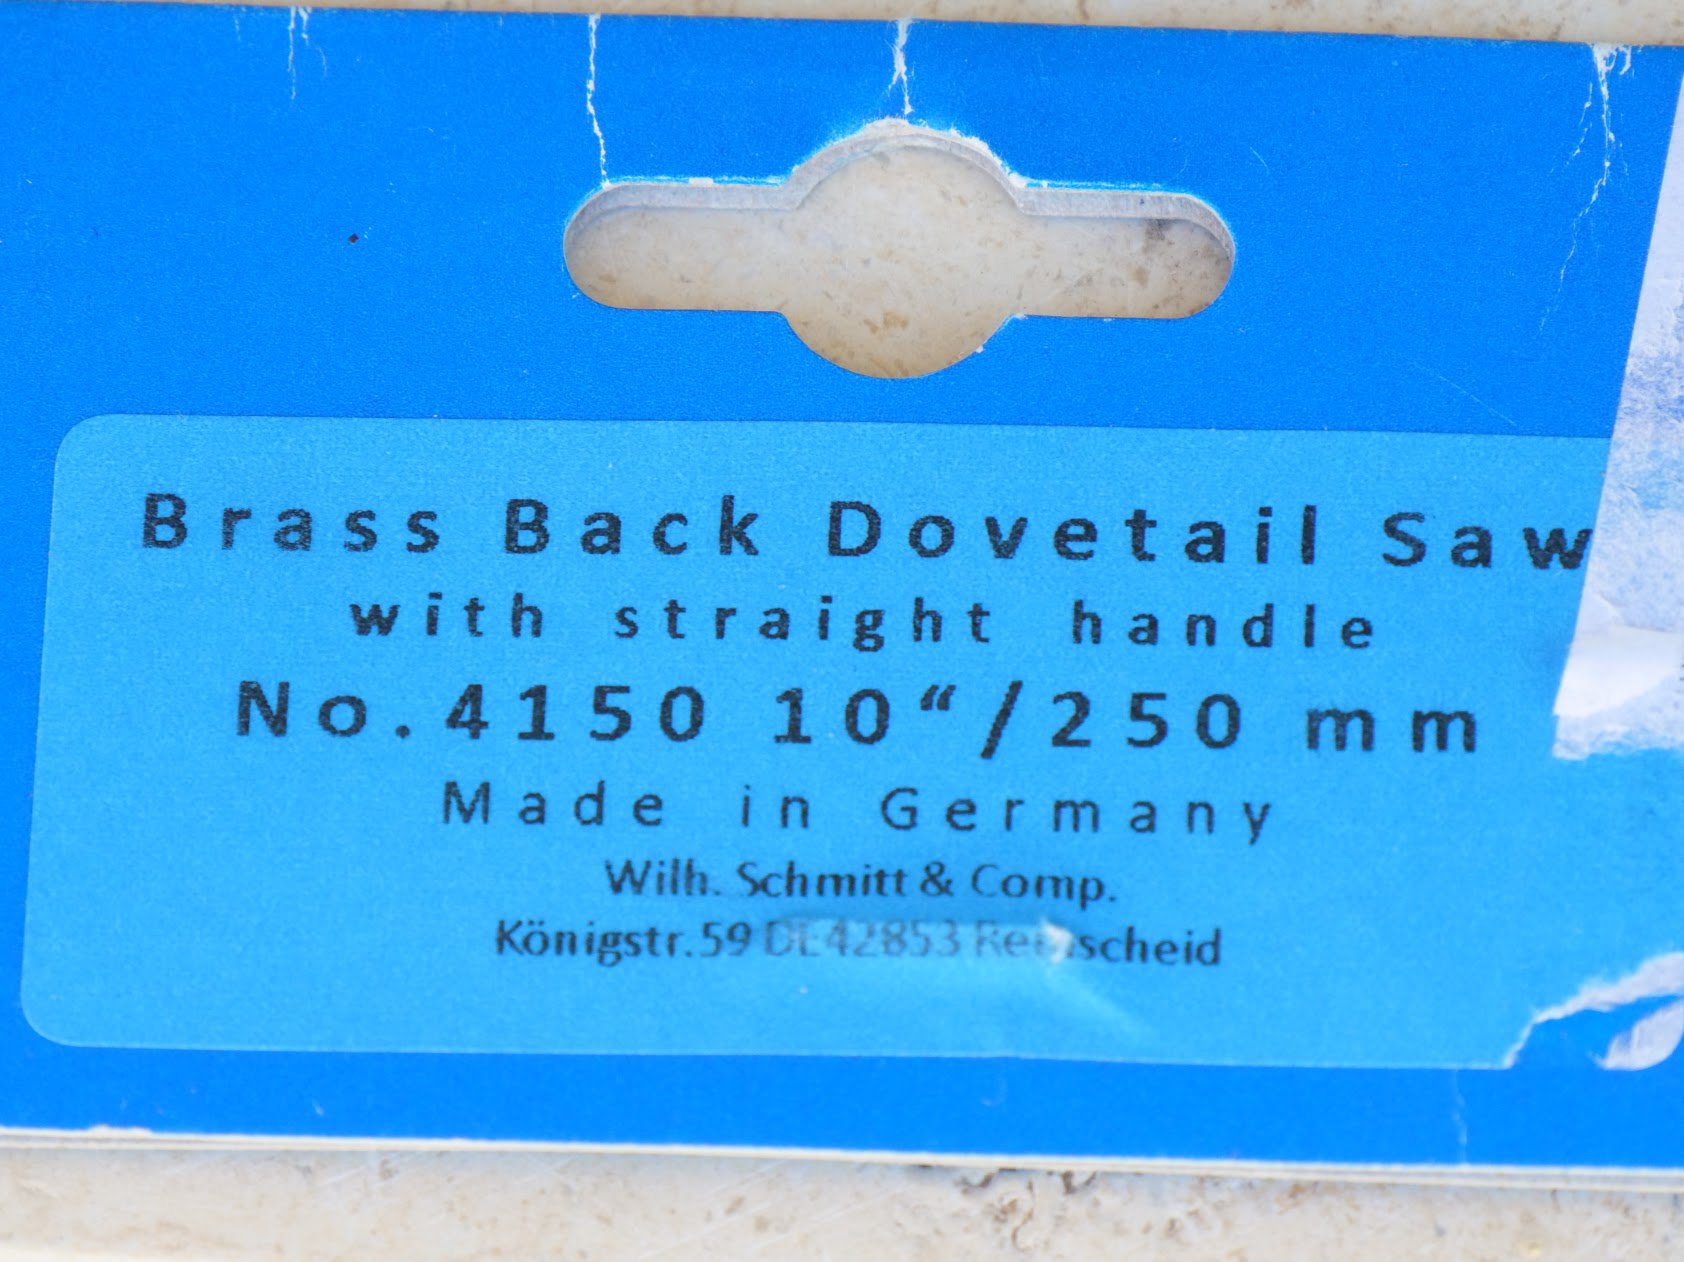 Brass Back Dovetail Saw
with straight handle
No. 4150 10“/250 mm
Made in Germany
Wilh. Schmitt & Comp.
Königstr. 59 DE42853 Remscheid